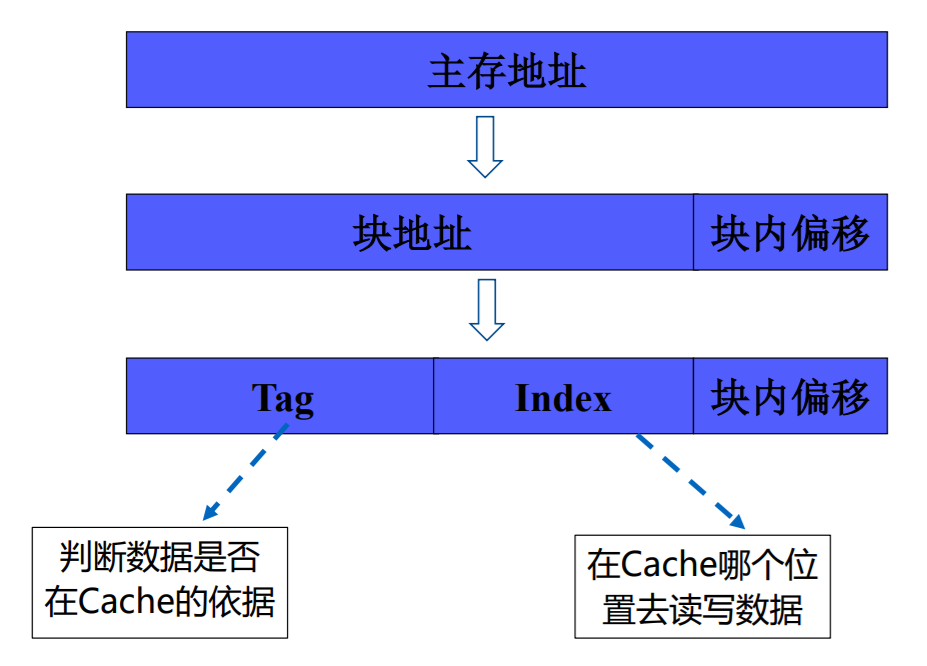 主存地址
块地址 块内偏移
Tag Index 块内偏移
判断数据是否
在Cache的依据
在Cache哪个位
置去读写数据